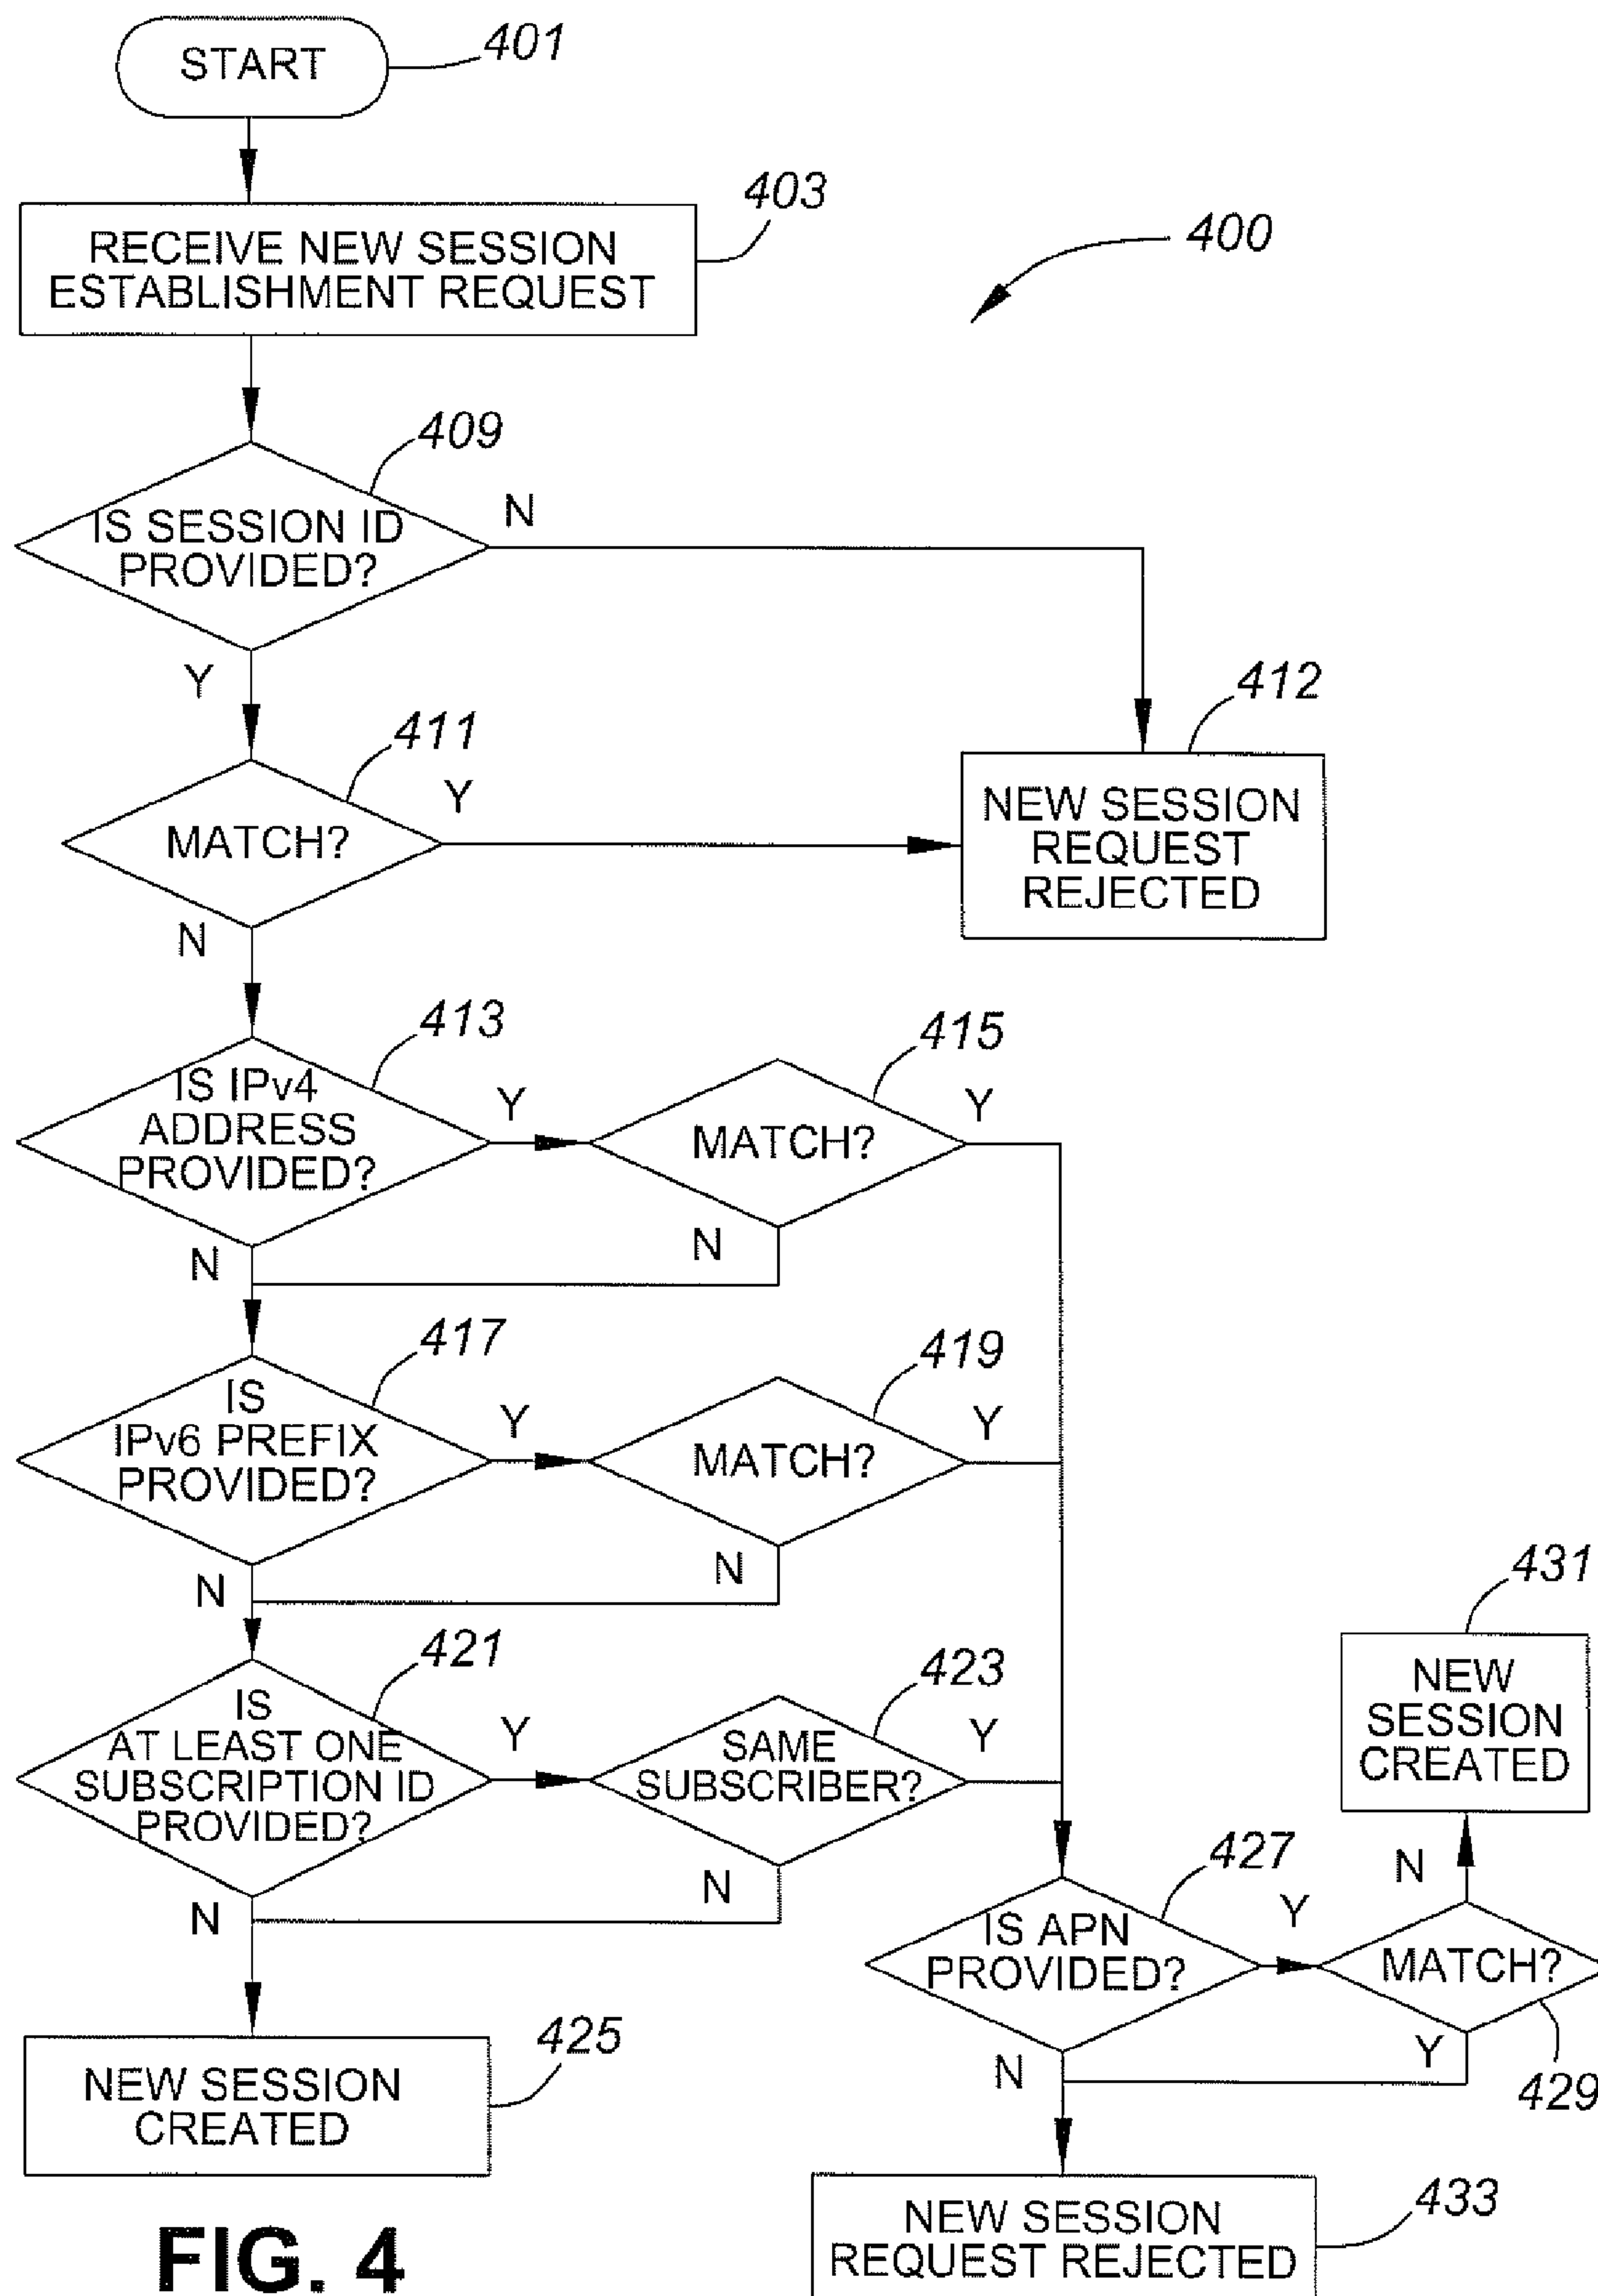 START
401
403
RECEIVE NEW SESSION
ESTABLISHMENT REQUEST
400
409
IS SESSION ID
PROVIDED?
N
Y
412
411
MATCH?
Y
NEW SESSION
REQUEST
REJECTED
N
413
415
IS IPv4
ADDRESS
PROVIDED?
Y
MATCH?
Y
N
N
417
419
IS
IPv6 PREFIX
PROVIDED?
Y
MATCH?
Y
N
N
431
NEW
SESSION
CREATED
421
423
IS
AT LEAST ONE
SUBSCRIPTION ID
PROVIDED?
Y
SAME
SUBSCRIBER?
Y
N
N
427
N
IS APN
PROVIDED?
Y
MATCH?
N
Y
429
425
NEW SESSION
CREATED
433
NEW SESSION
REQUEST REJECTED
FIG. 4